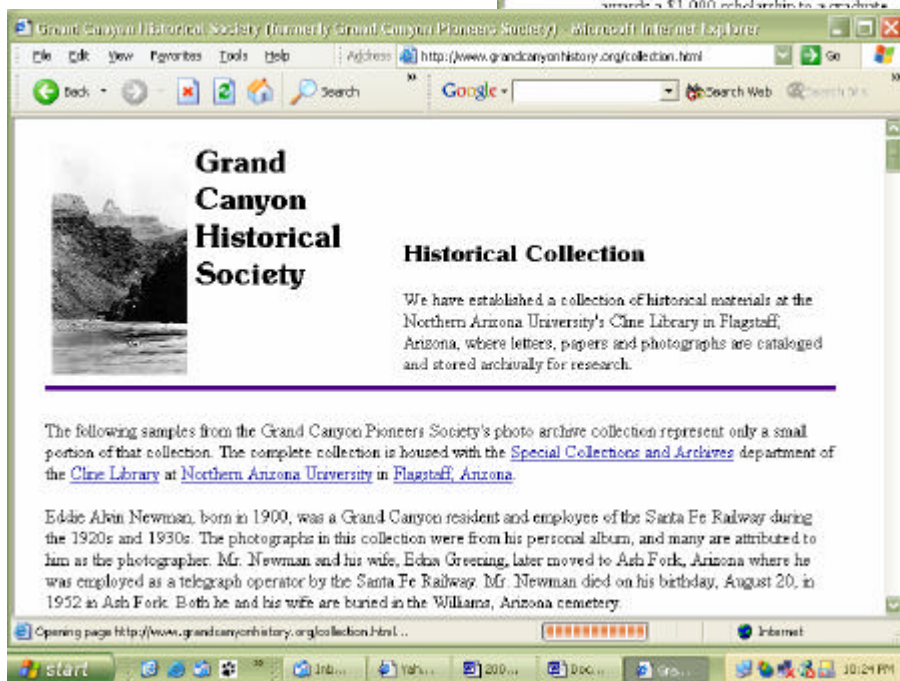 awards a $1,000 scholarship to a graduate
Grand Canyon Historical Society (formerly Grand Canyon Pioneers Society) - Microsoft Internet Explorer
File Edit View Favorites Tools Help Address http://www.grandcanyonhistory.org/collection.html Go
Back Search » Google Search Web »
Grand
Canyon
Historical
Society
Historical Collection
We have established a collection of historical materials at the
Northern Arizona University's Cline Library in Flagstaff,
Arizona, where letters, papers and photographs are cataloged
and stored archivally for research.
The following samples from the Grand Canyon Pioneers Society's photo archive collection represent only a small
portion of that collection. The complete collection is housed with the Special Collections and Archives department of
the Cline Library at Northern Arizona University in Flagstaff, Arizona.
Eddie Alvin Newman, born in 1900, was a Grand Canyon resident and employee of the Santa Fe Railway during
the 1920s and 1930s. The photographs in this collection were from his personal album, and many are attributed to
him as the photographer. Mr. Newman and his wife, Edna Greening, later moved to Ash Fork, Arizona where he
was employed as a telegraph operator by the Santa Fe Railway. Mr. Newman died on his birthday, August 20, in
1952 in Ash Fork. Both he and his wife are buried in the Williams, Arizona cemetery.
Opening page http://www.grandcanyonhistory.org/collection.html... Internet
start » Inb... Yah... 200... Doc... Gra... 10:24 PM